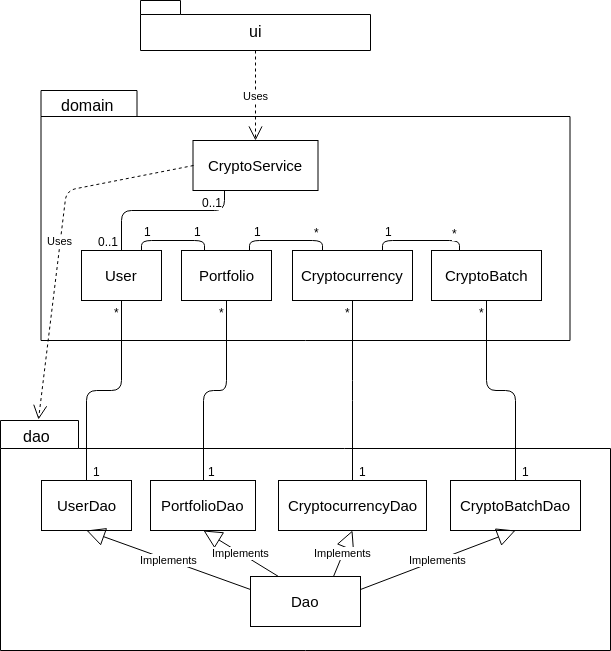 ui
Uses
domain
CryptoService
0..1
Uses
0..1
1
1
1
*
1
*
User
Portfolio
Cryptocurrency
CryptoBatch
*
*
*
*
dao
1
1
1
1
UserDao
PortfolioDao
CryptocurrencyDao
CryptoBatchDao
Implements
Implements
Implements
Implements
Dao